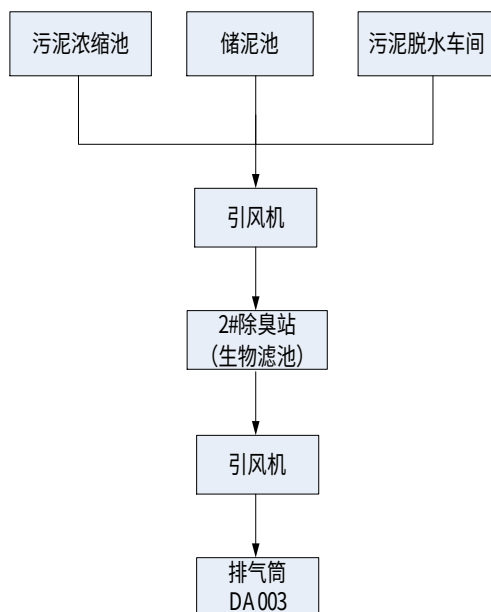 污泥浓缩池
储泥池
污泥脱水车间
引风机
2#除臭站
（生物滤池）
引风机
排气筒
DA003